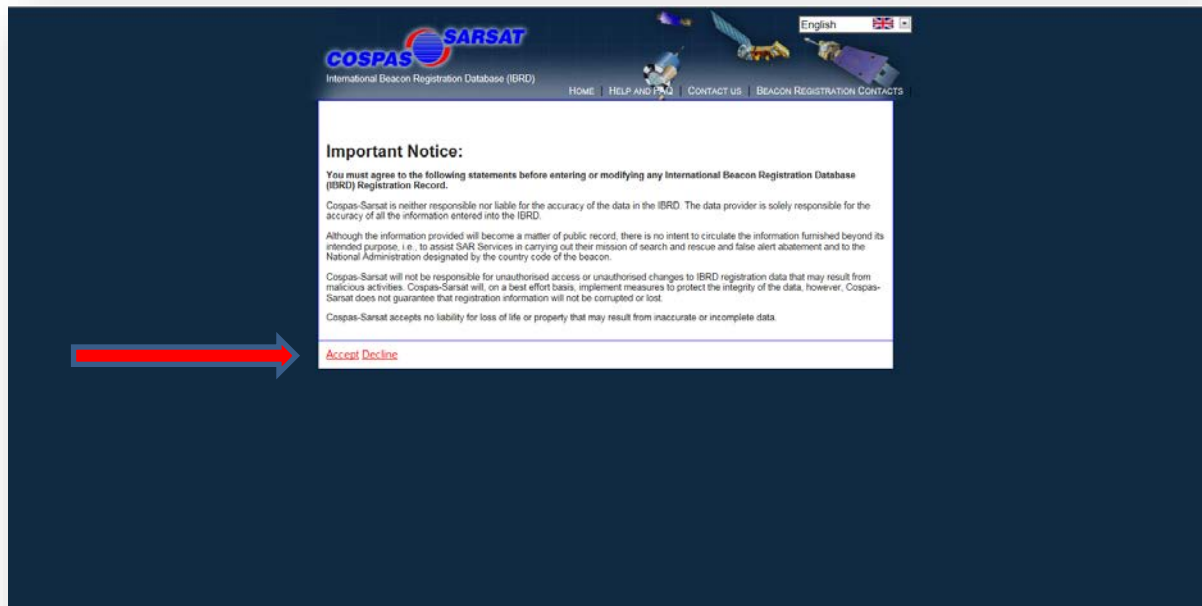 English
SARSAT
COSPAS
International Beacon Registration Database (IBRD)
HOME | HELP AND FAQ | CONTACT US | BEACON REGISTRATION CONTACTS
Important Notice:
You must agree to the following statements before entering or modifying any International Beacon Registration Database
(IBRD) Registration Record.
Cospas-Sarsat is neither responsible nor liable for the accuracy of the data in the IBRD. The data provider is solely responsible for the
accuracy of all the information entered into the IBRD.
Although the information provided will become a matter of public record, there is no intent to circulate the information furnished beyond its
intended purpose, i.e., to assist SAR Services in carrying out their mission of search and rescue and false alert abatement and to the
National Administration designated by the country code of the beacon.
Cospas-Sarsat will not be responsible for unauthorised access or unauthorised changes to IBRD registration data that may result from
malicious activities. Cospas-Sarsat will, on a best effort basis, implement measures to protect the integrity of the data, however, Cospas-
Sarsat does not guarantee that registration information will not be corrupted or lost.
Cospas-Sarsat accepts no liability for loss of life or property that may result from inaccurate or incomplete data.
Accept Decline